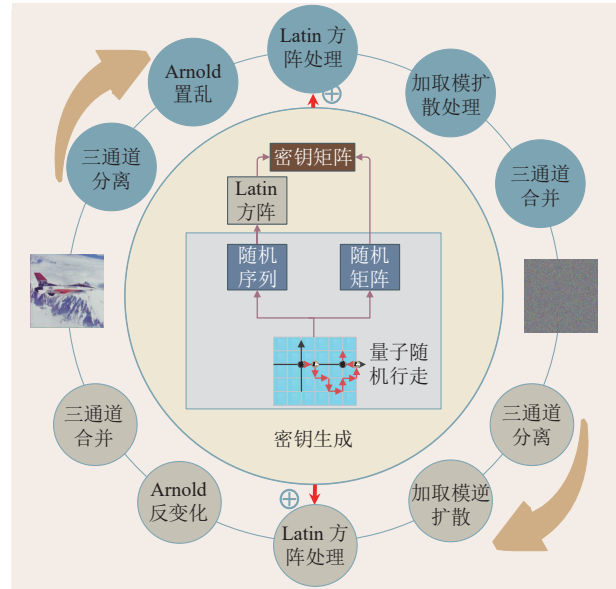 Latin 方
阵处理
Arnold
置乱
加取模扩
散处理
三通道
分离
三通道
合并
密钥矩阵
Latin
方阵
随机
序列
随机
矩阵
量子随
机行走
密钥生成
三通道
合并
三通道
分离
Arnold
反变化
加取模逆
扩散
Latin 方
阵处理